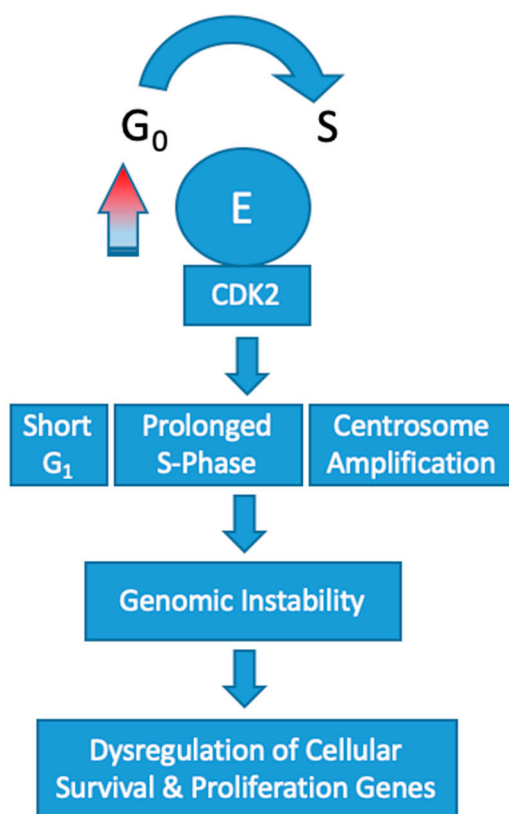 G₀ S
E
CDK2
Short
G₁
Prolonged
S-Phase
Centrosome
Amplification
Genomic Instability
Dysregulation of Cellular
Survival & Proliferation Genes